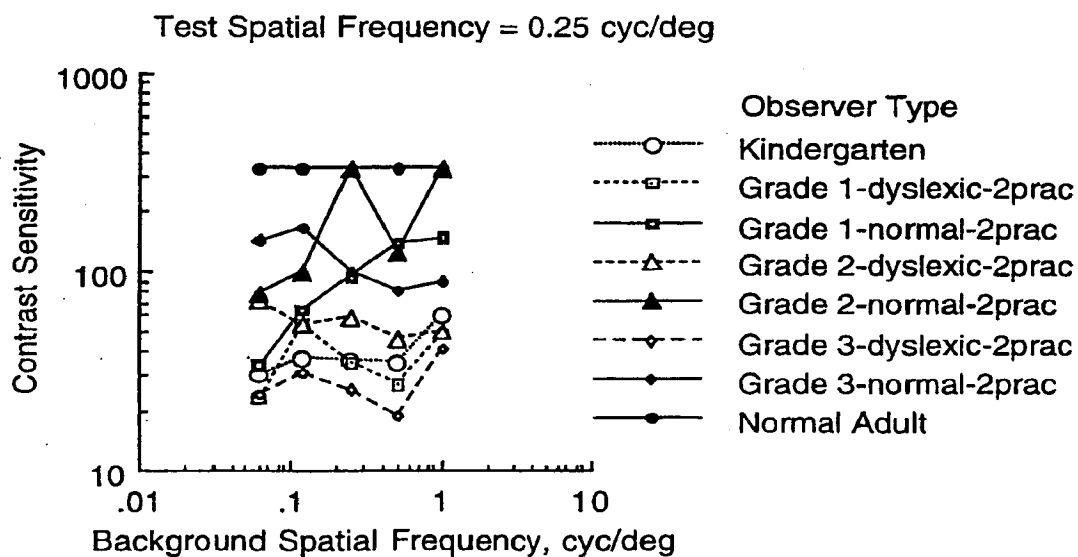 Test Spatial Frequency = 0.25 cyc/deg
1000
100
10
Contrast Sensitivity
.01
.1
1
10
Background Spatial Frequency, cyc/deg
Observer Type
Kindergarten
Grade 1-dyslexic-2prac
Grade 1-normal-2prac
Grade 2-dyslexic-2prac
Grade 2-normal-2prac
Grade 3-dyslexic-2prac
Grade 3-normal-2prac
Normal Adult